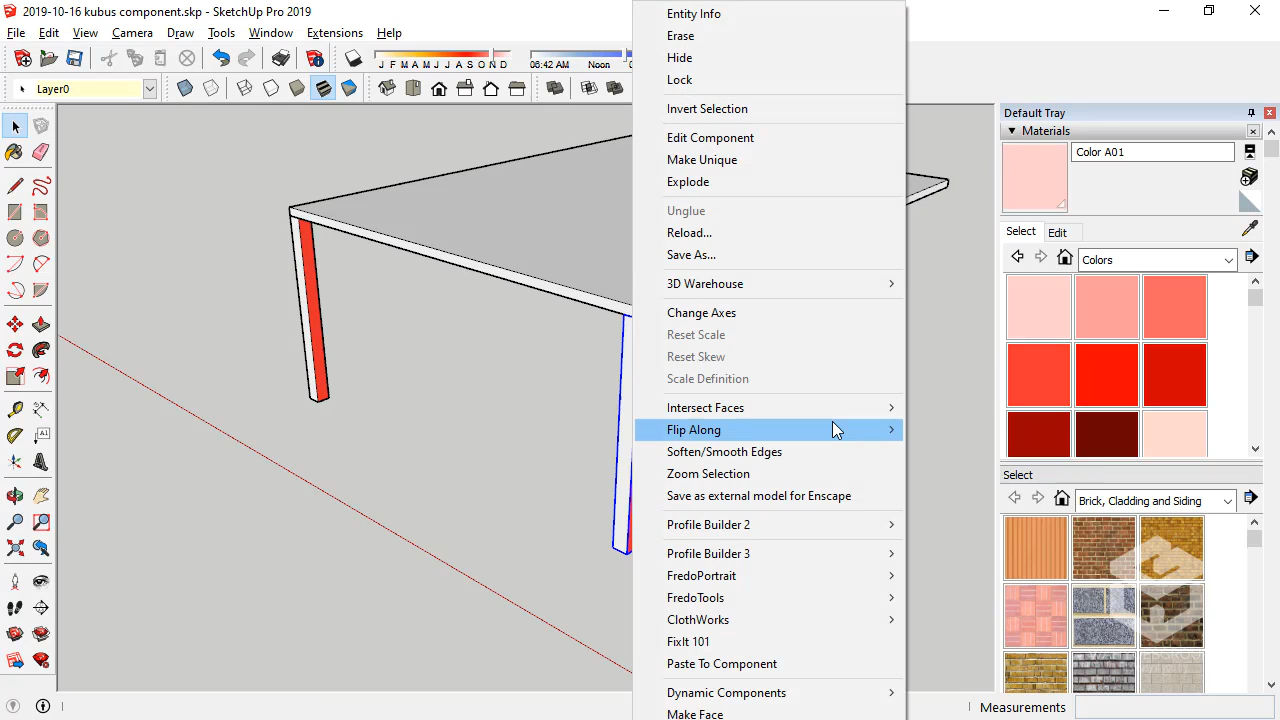 2019-10-16 kubus component.skp - SketchUp Pro 2019
File Edit View Camera Draw Tools Window Extensions Help
J F M A M J J A S O N D
06:42 AM Noon
Layer0
Entity Info
Erase
Hide
Lock
Invert Selection
Edit Component
Make Unique
Explode
Unglue
Reload...
Save As...
3D Warehouse
Change Axes
Reset Scale
Reset Skew
Scale Definition
Intersect Faces
Flip Along
Soften/Smooth Edges
Zoom Selection
Save as external model for Enscape
Profile Builder 2
Profile Builder 3
FredoPortrait
FredoTools
ClothWorks
FixIt 101
Paste To Component
Dynamic Components
Make Face
Default Tray
Materials
Color A01
Select Edit
Colors
Select
Brick, Cladding and Siding
Measurements